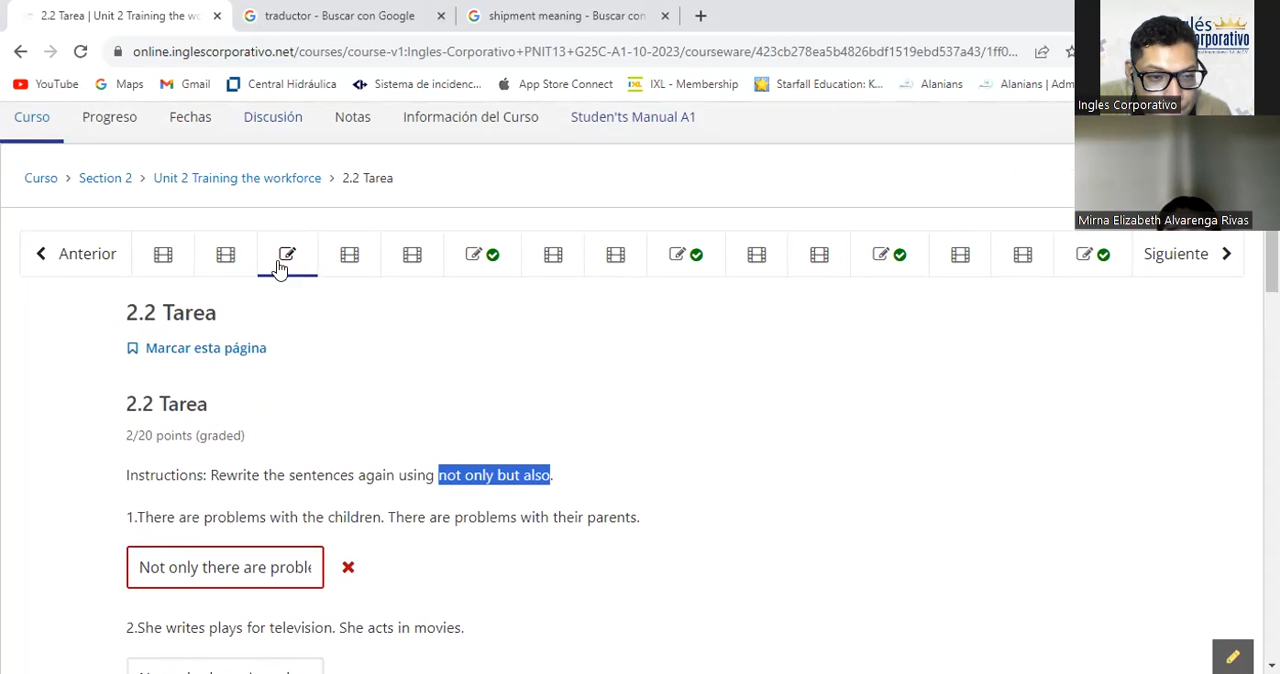 2.2 Tarea | Unit 2 Training the wo
traductor - Buscar con Google
shipment meaning - Buscar con
online.inglescorporativo.net/courses/course-v1:Ingles-Corporativo+PNIT13+G25C-A1-10-2023/courseware/423cb278ea5b4826bdf1519ebd537a43/1ff0...
YouTube
Maps
Gmail
Central Hidráulica
Sistema de incidenc...
App Store Connect
IXL - Membership
Starfall Education: K...
Alanians
Alanians | Adm
Inglés
Corporativo
Ingles Corporativo
Mirna Elizabeth Alvarenga Rivas
Curso
Progreso
Fechas
Discusión
Notas
Información del Curso
Studen'ts Manual A1
Curso > Section 2 > Unit 2 Training the workforce > 2.2 Tarea
Anterior
Siguiente
2.2 Tarea
Marcar esta página
2.2 Tarea
2/20 points (graded)
Instructions: Rewrite the sentences again using not only but also.
1.There are problems with the children. There are problems with their parents.
Not only there are proble
2.She writes plays for television. She acts in movies.